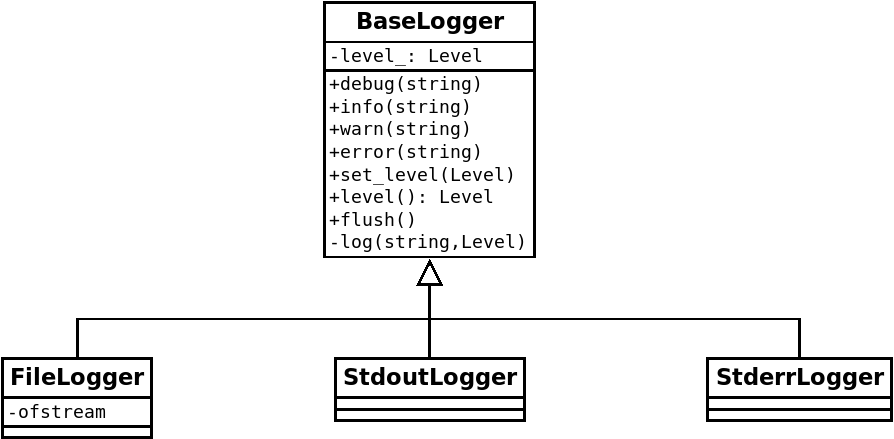 BaseLogger
-level_: Level
+debug(string)
+info(string)
+warn(string)
+error(string)
+set_level(Level)
+level(): Level
+flush()
-log(string,Level)
FileLogger
-ofstream
StdoutLogger
StderrLogger